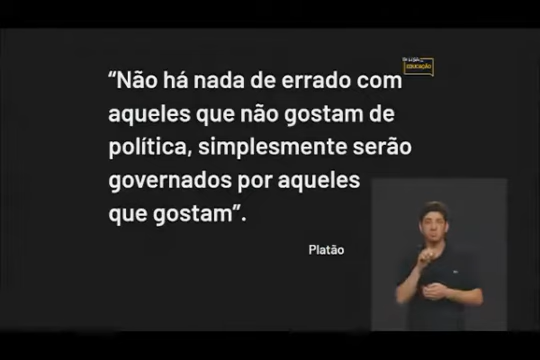 “Não há nada de errado com
aqueles que não gostam de
política, simplesmente serão
governados por aqueles
que gostam”.
Platão
EDUCAÇÃO